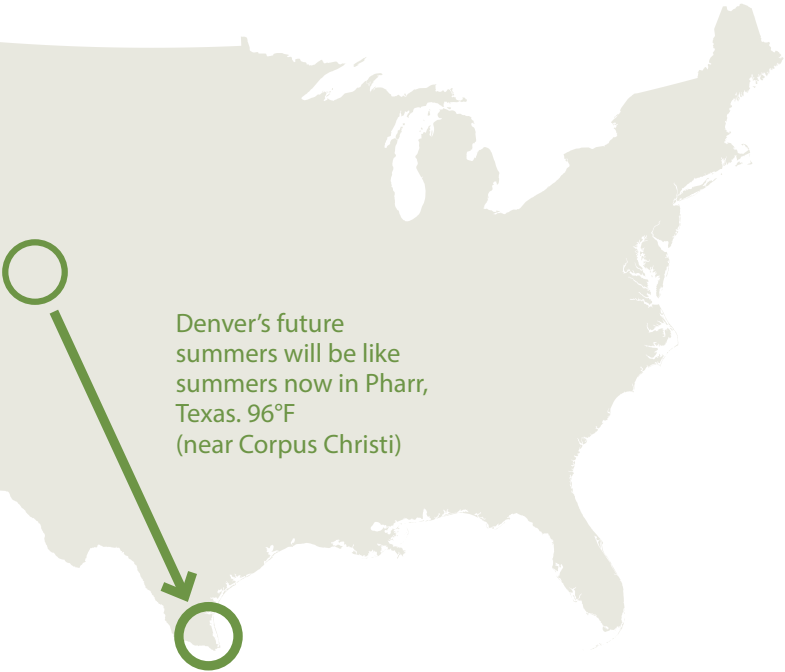 Denver’s future
summers will be like
summers now in Pharr,
Texas. 96°F
(near Corpus Christi)